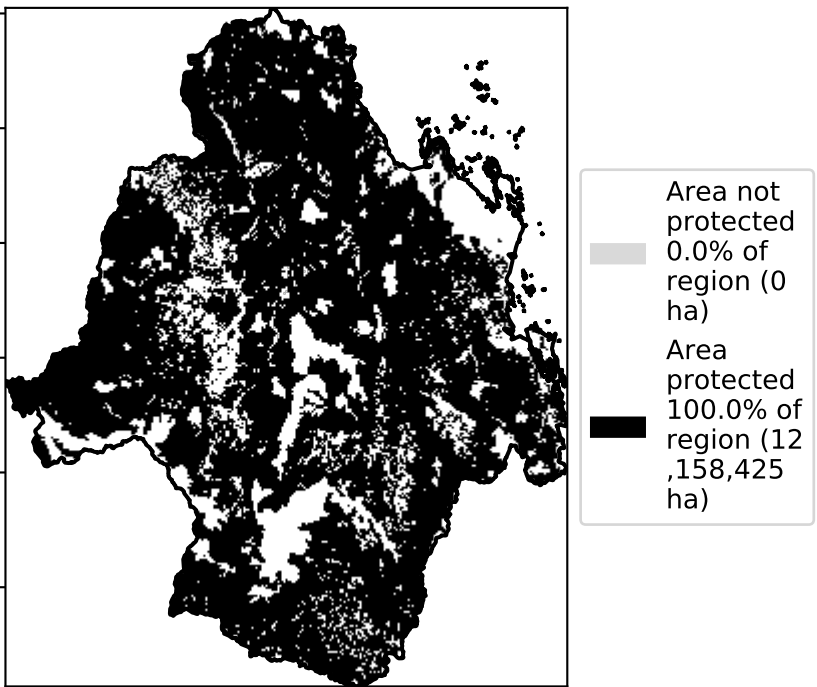 Area not
protected
0.0% of
region (0
ha)
Area
protected
100.0% of
region (12
,158,425
ha)